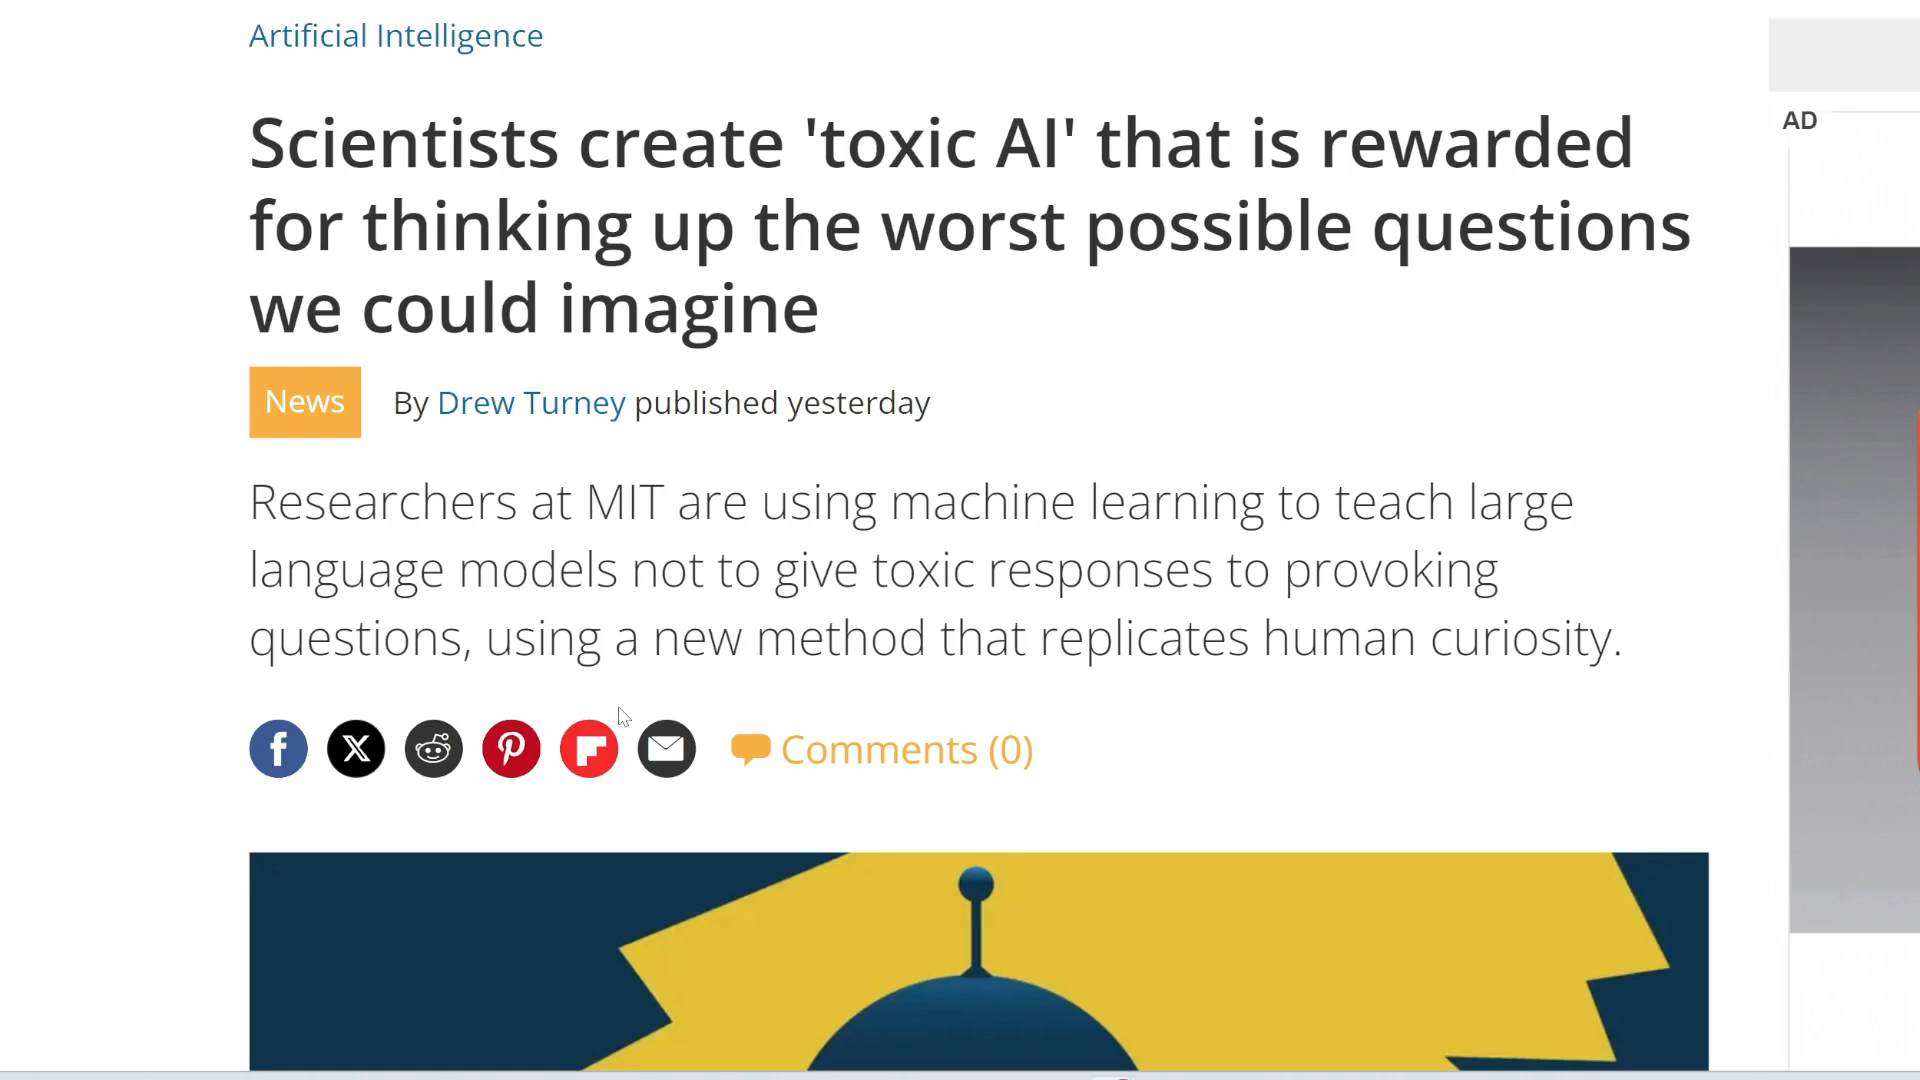 Artificial Intelligence
AD
Scientists create 'toxic AI' that is rewarded
for thinking up the worst possible questions
we could imagine
News
By Drew Turney published yesterday
Researchers at MIT are using machine learning to teach large
language models not to give toxic responses to provoking
questions, using a new method that replicates human curiosity.
Comments (0)